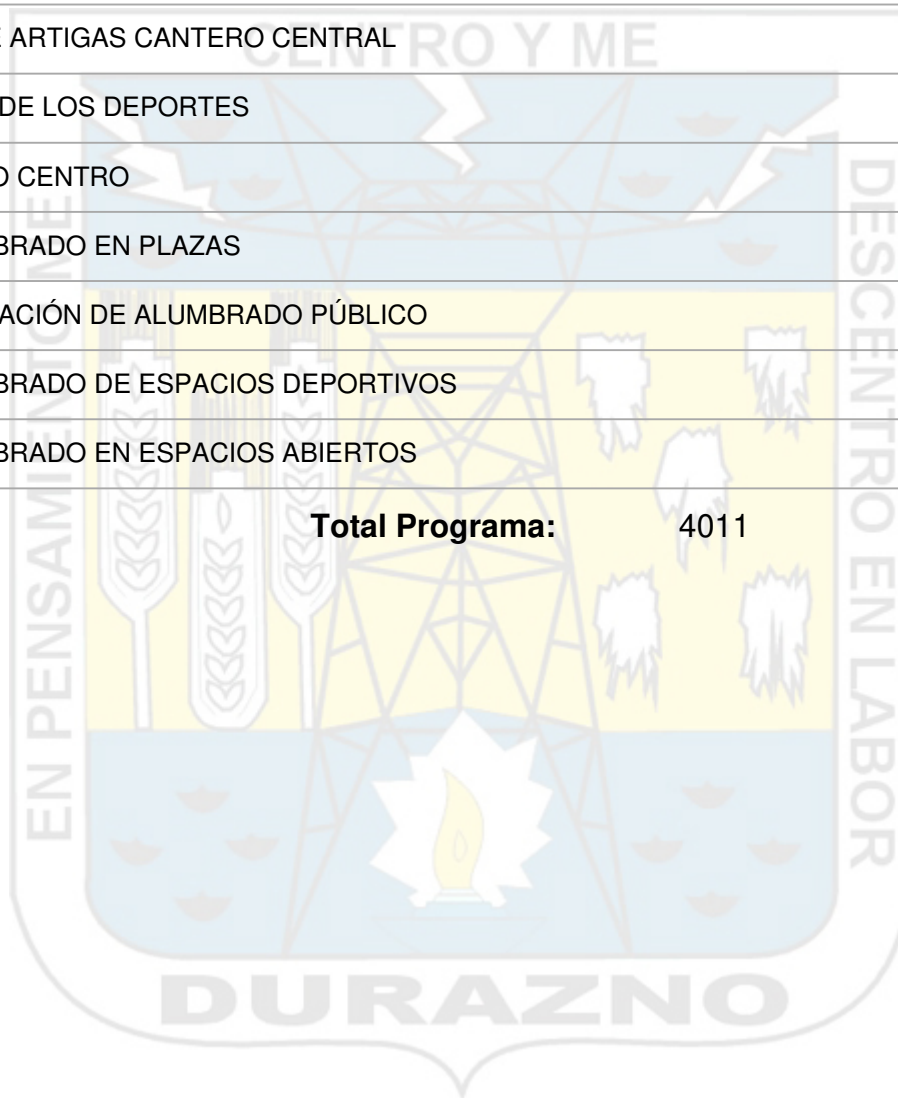 E ARTIGAS CANTERO CENTRAL
DE LOS DEPORTES
O CENTRO
BRADO EN PLAZAS
ACIÓN DE ALUMBRADO PÚBLICO
BRADO DE ESPACIOS DEPORTIVOS
BRADO EN ESPACIOS ABIERTOS
Total Programa: 4011
CENTRO Y ME
DESCENTRO EN LABOR
EN PENSAMIENTO NE
DURAZNO